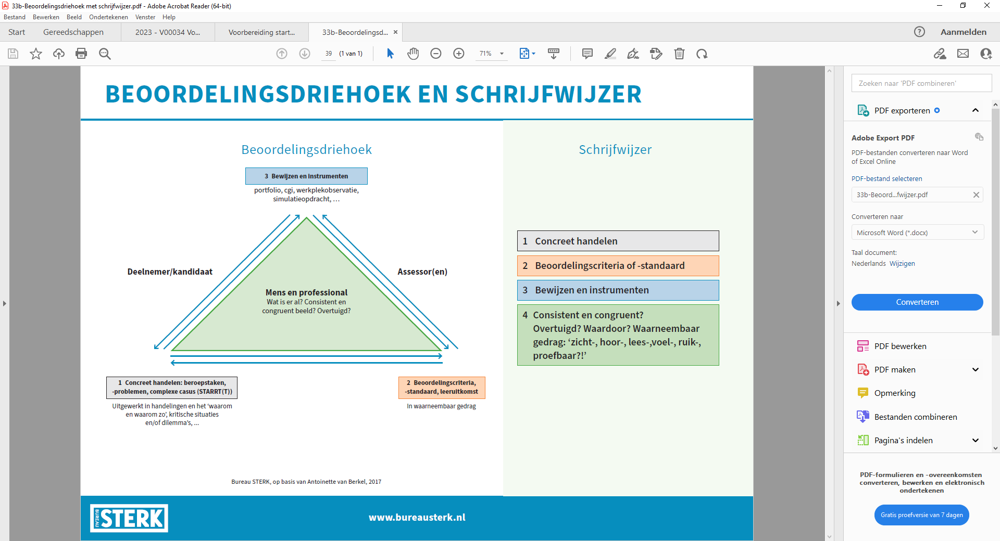 33b-Beoordelingsdriehoek met schrijfwijzer.pdf - Adobe Acrobat Reader (64-bit)
Bestand Bewerken Beeld Ondertekenen Venster Help
Start Gereedschappen 2023 - V00034 Vo... Voorbereiding start... 33b-Beoordelingsd... Aanmelden
39 (1 van 1) 71%
BEOORDELINGSDRIEHOEK EN SCHRIJFWIJZER
Beoordelingsdriehoek
3 Bewijzen en instrumenten
portfolio, cgi, werkplekobservatie,
simulatieopdracht, ...
Deelnemer/kandidaat
Assessor(en)
Mens en professional
Wat is er al? Consistent en
congruent beeld? Overtuigd?
1 Concreet handelen: beroepstaken,
-problemen, complexe casus (STARRT(T))
Uitgewerkt in handelingen en het ‘waarom
en waarom zo’, kritische situaties
en/of dilemma’s, ...
2 Beoordelingscriteria,
-standaard, leeruitkomst
In waarneembaar gedrag
Bureau STERK, op basis van Antoinette van Berkel, 2017
Schrijfwijzer
1 Concreet handelen
2 Beoordelingscriteria of -standaard
3 Bewijzen en instrumenten
4 Consistent en congruent?
Overtuigd? Waardoor? Waarneembaar
gedrag: ‘zicht-, hoor-, lees-,voel-, ruik-,
proefbaar?!’
BUREAU STERK
www.bureausterk.nl
Zoeken naar 'PDF combineren'
PDF exporteren
Adobe Export PDF
PDF-bestanden converteren naar Word
of Excel Online
PDF-bestand selecteren
33b-Beoord...fwijzer.pdf
Converteren naar
Microsoft Word (*.docx)
Taal document:
Nederlands Wijzigen
Converteren
PDF bewerken
PDF maken
Opmerking
Bestanden combineren
Pagina's indelen
PDF-formulieren en -overeenkomsten
converteren, bewerken en elektronisch
ondertekenen
Gratis proefversie van 7 dagen